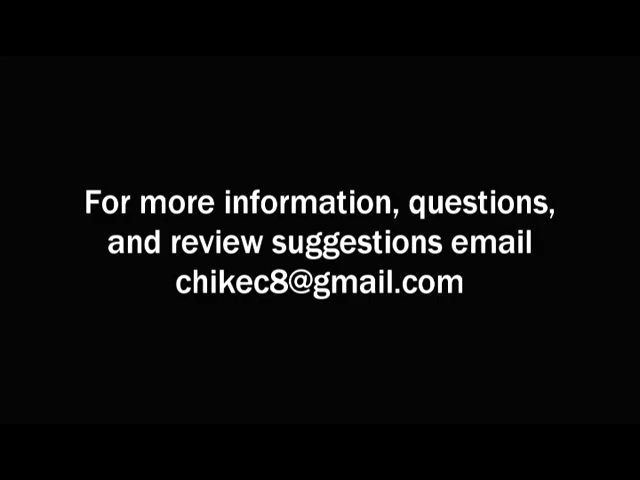 For more information, questions,
and review suggestions email
chikec8@gmail.com